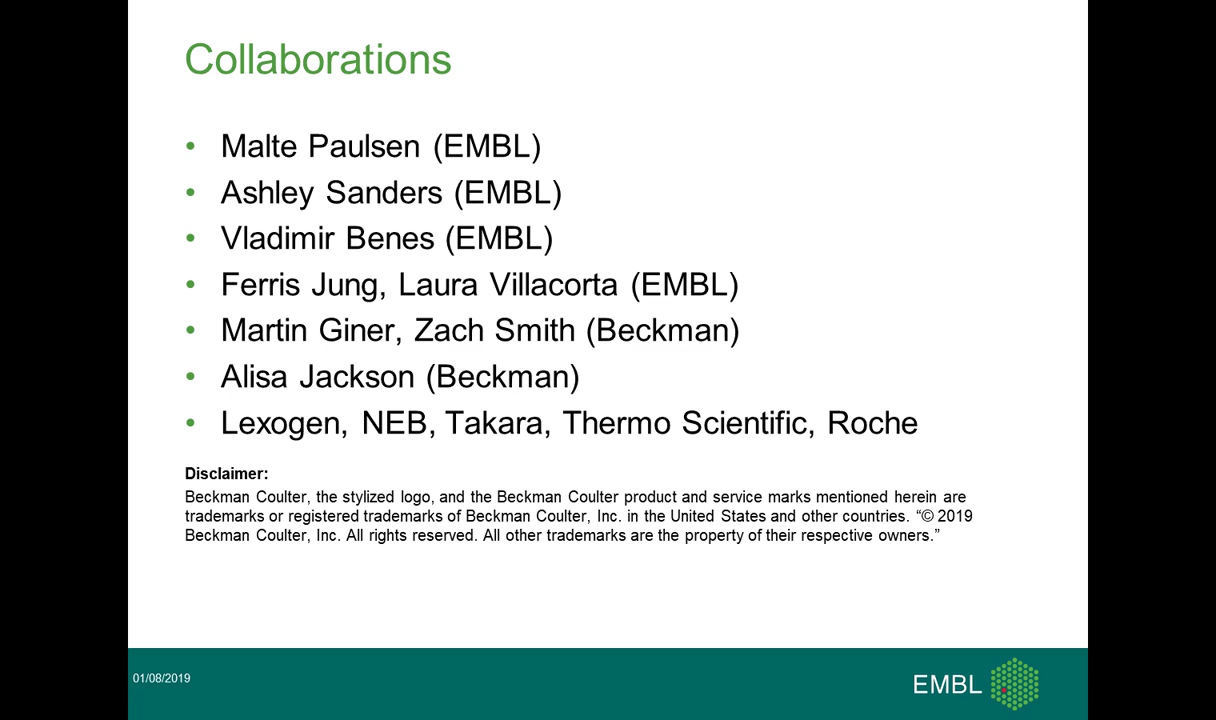 Collaborations
• Malte Paulsen (EMBL)
• Ashley Sanders (EMBL)
• Vladimir Benes (EMBL)
• Ferris Jung, Laura Villacorta (EMBL)
• Martin Giner, Zach Smith (Beckman)
• Alisa Jackson (Beckman)
• Lexogen, NEB, Takara, Thermo Scientific, Roche
Disclaimer:
Beckman Coulter, the stylized logo, and the Beckman Coulter product and service marks mentioned herein are
trademarks or registered trademarks of Beckman Coulter, Inc. in the United States and other countries. “© 2019
Beckman Coulter, Inc. All rights reserved. All other trademarks are the property of their respective owners.”
01/08/2019
EMBL